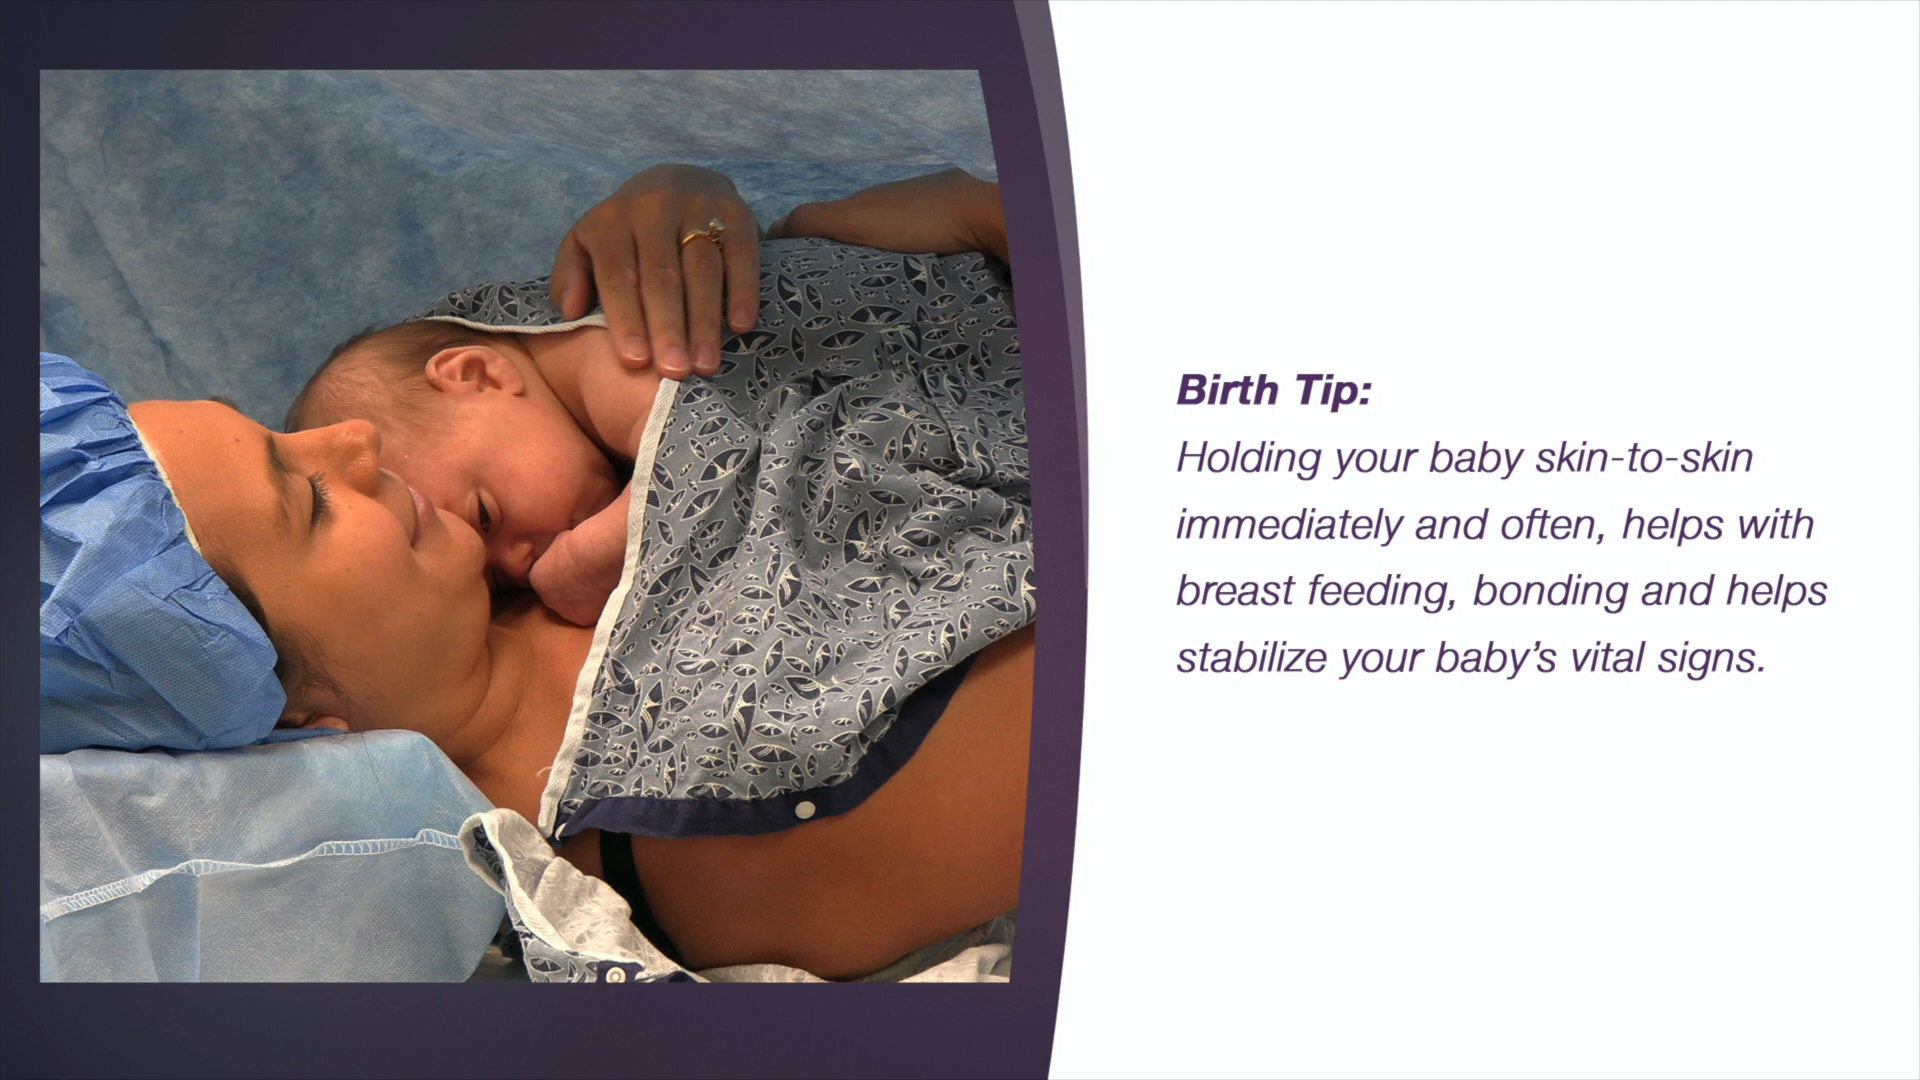 Birth Tip:
Holding your baby skin-to-skin
immediately and often, helps with
breast feeding, bonding and helps
stabilize your baby’s vital signs.